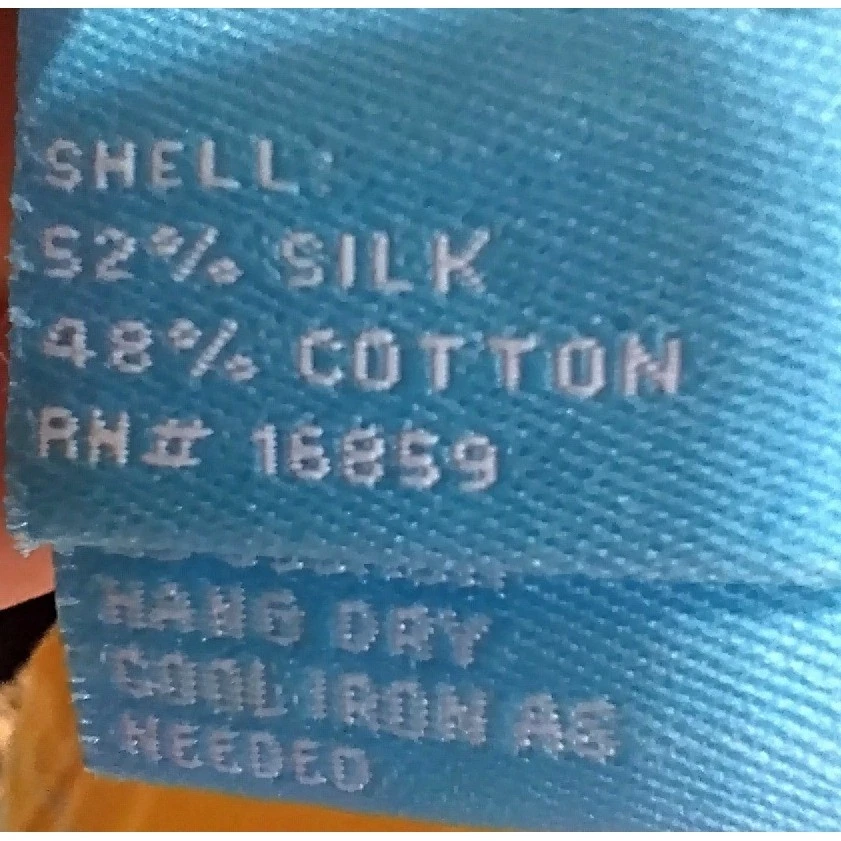 SHELL:
52% SILK
48% COTTON
RN# 16859
HANG DRY
COOL IRON AS
NEEDED